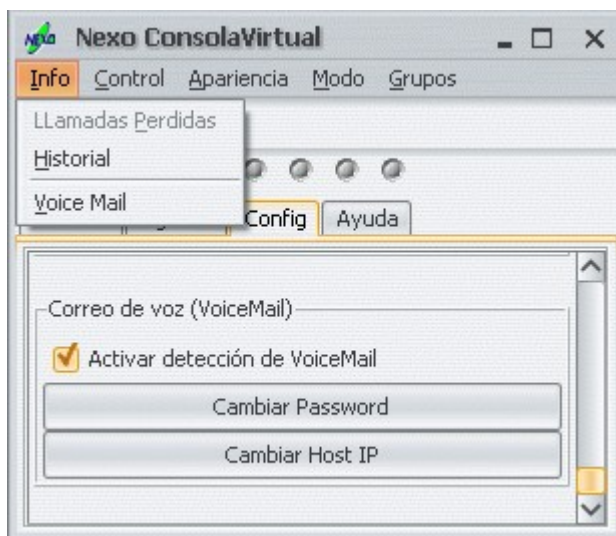 Nexo ConsolaVirtual
Info Control Apariencia Modo Grupos
LLamadas Perdidas
Historial
Voice Mail
Config Ayuda
Correo de voz (VoiceMail)
Activar detección de VoiceMail
Cambiar Password
Cambiar Host IP